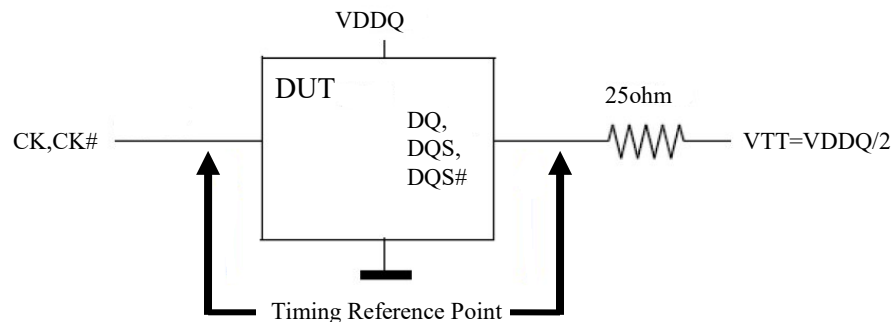 VDDQ
DUT
25ohm
DQ,
CK,CK#
DQS,
VTT=VDDQ/2
DQS#
Timing Reference Point